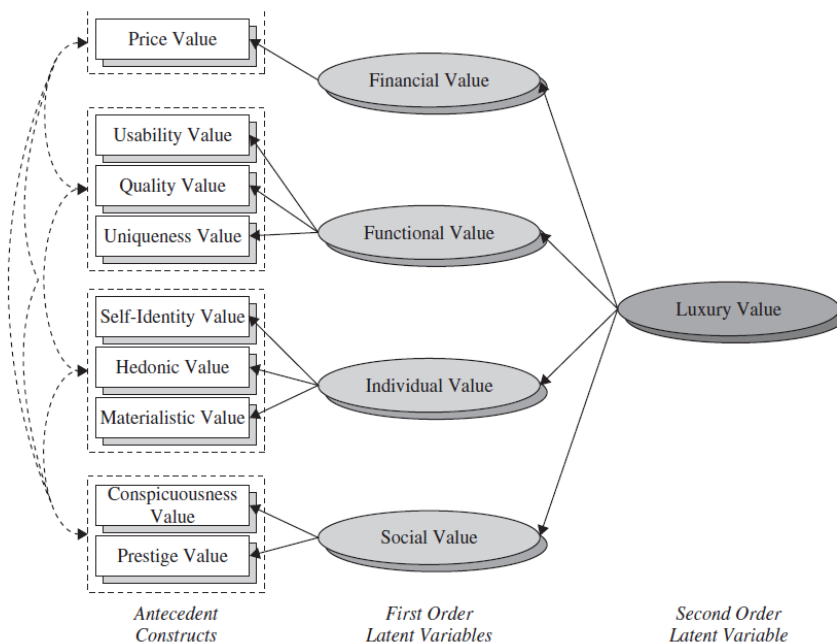 Price Value
Financial Value
Usability Value
Quality Value
Uniqueness Value
Functional Value
Self-Identity Value
Hedonic Value
Materialistic Value
Individual Value
Luxury Value
Conspicuousness
Value
Prestige Value
Social Value
Antecedent
Constructs
First Order
Latent Variables
Second Order
Latent Variable